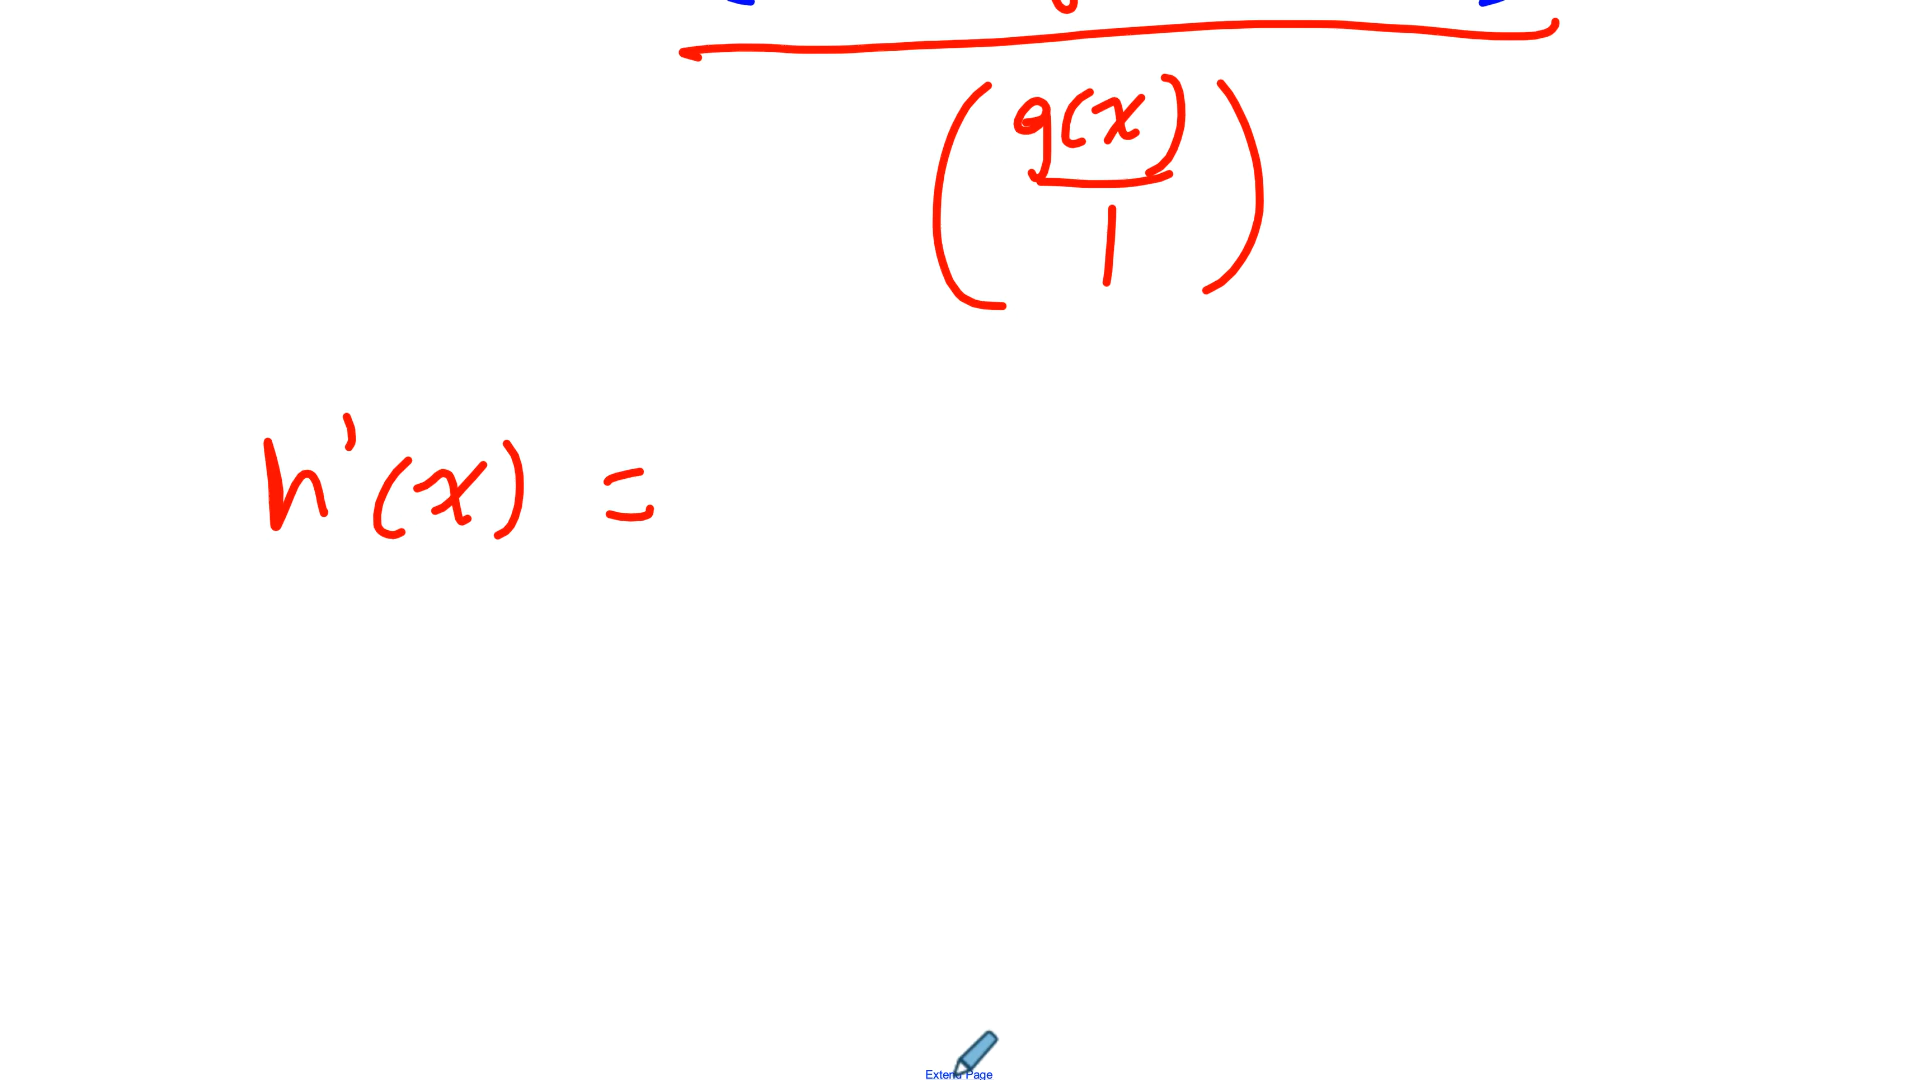 ( g(x) )
1
h'(x) =
Extend Page